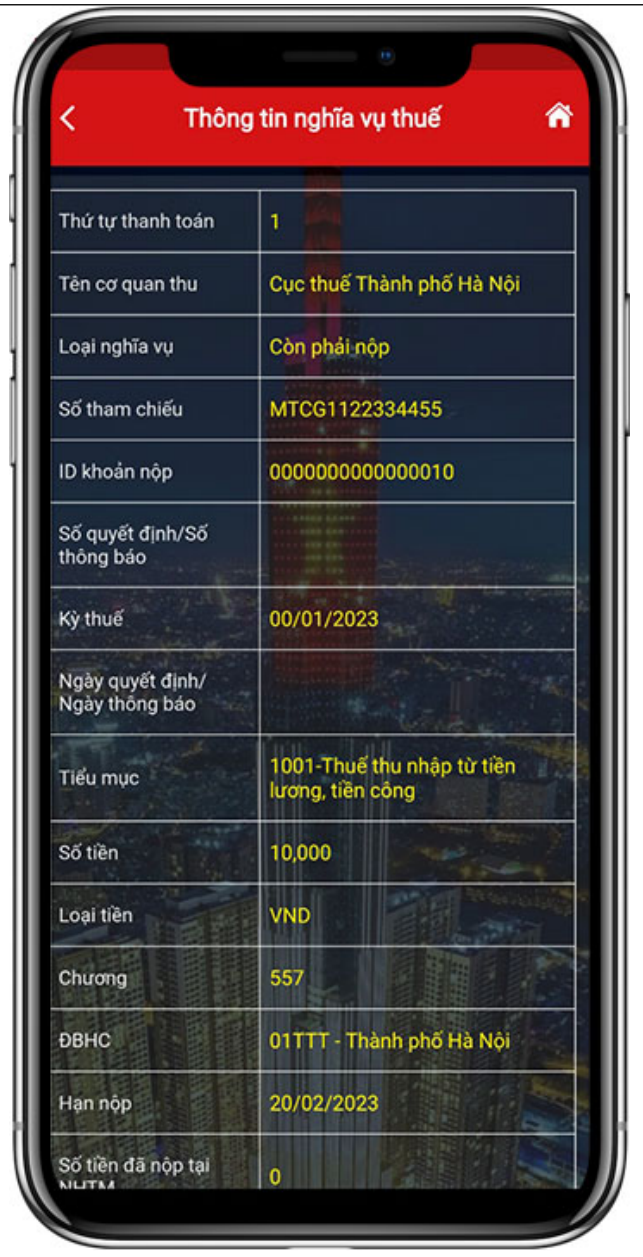 Thông tin nghĩa vụ thuế
Thứ tự thanh toán 1
Tên cơ quan thu Cục thuế Thành phố Hà Nội
Loại nghĩa vụ Còn phải nộp
Số tham chiếu MTCG1122334455
ID khoản nộp 0000000000000010
Số quyết định/Số
thông báo
Kỳ thuế 00/01/2023
Ngày quyết định/
Ngày thông báo
Tiểu mục 1001-Thuế thu nhập từ tiền
lương, tiền công
Số tiền 10,000
Loại tiền VND
Chương 557
ĐBHC 01TTT - Thành phố Hà Nội
Hạn nộp 20/02/2023
Số tiền đã nộp tại 0
NHTM